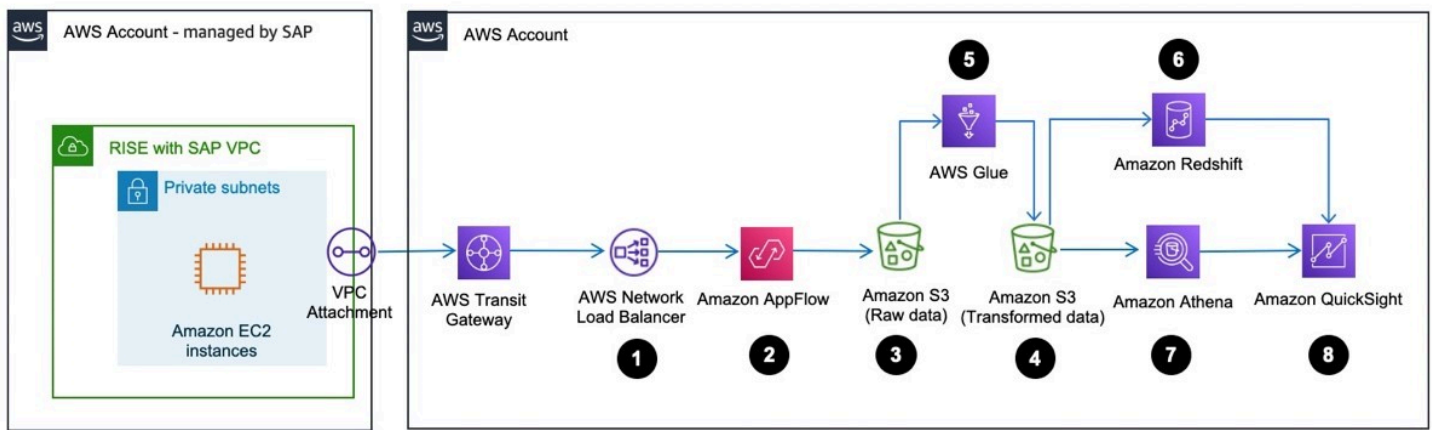 aws
AWS Account - managed by SAP
RISE with SAP VPC
Private subnets
Amazon EC2
instances
VPC
Attachment
aws
AWS Account
AWS Transit
Gateway
AWS Network
Load Balancer
1
Amazon AppFlow
2
Amazon S3
(Raw data)
3
5
AWS Glue
Amazon S3
(Transformed data)
4
6
Amazon Redshift
Amazon Athena
7
Amazon QuickSight
8